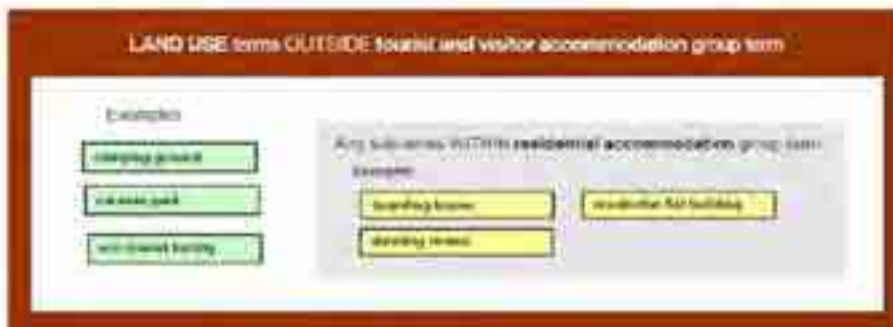 LAND USE terms OUTSIDE tourist and visitor accommodation group term
Examples
camping ground
caravan park
eco-tourist facility
Any sub-terms WITHIN residential accommodation group term
Example
boarding house
residential flat building
dwelling house